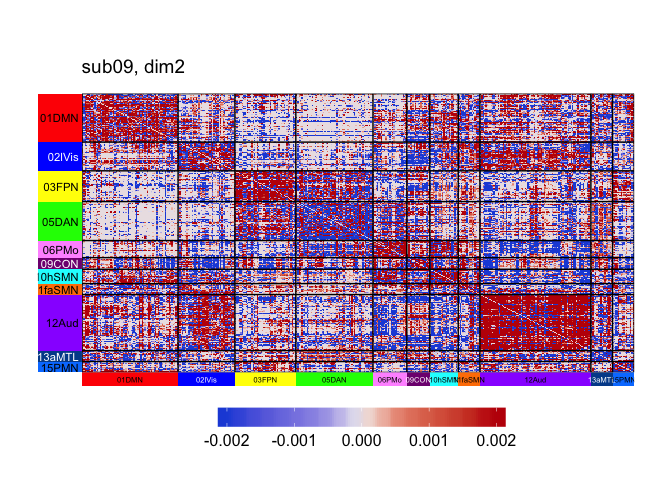 sub09, dim2
01DMN
02lVis
03FPN
05DAN
06PMo
09CON
10hSMN
1faSMN
12Aud
13aMTL
15PMN
01DMN 02lVis 03FPN 05DAN 06PMo 09CON 10hSMN 12Aud 13aMTL
-0.002 -0.001 0.000 0.001 0.002